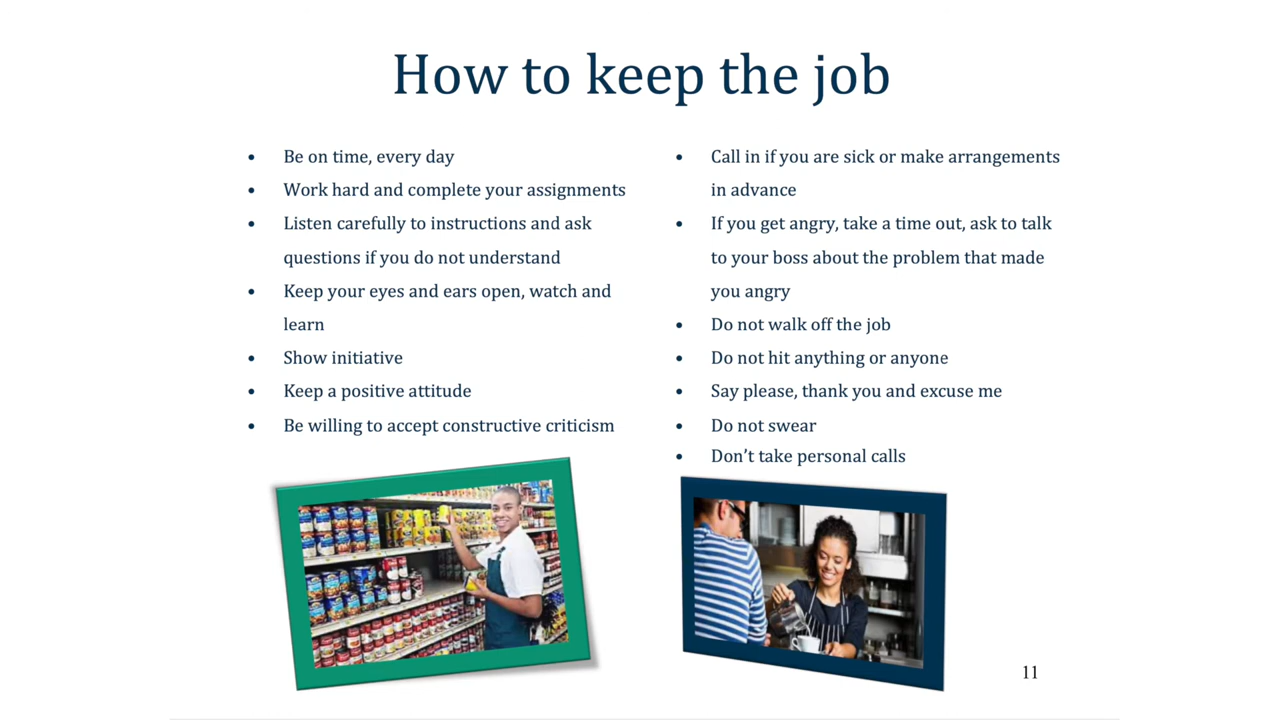 How to keep the job
• Be on time, every day
• Work hard and complete your assignments
• Listen carefully to instructions and ask
questions if you do not understand
• Keep your eyes and ears open, watch and
learn
• Show initiative
• Keep a positive attitude
• Be willing to accept constructive criticism
• Call in if you are sick or make arrangements
in advance
• If you get angry, take a time out, ask to talk
to your boss about the problem that made
you angry
• Do not walk off the job
• Do not hit anything or anyone
• Say please, thank you and excuse me
• Do not swear
• Don’t take personal calls
11